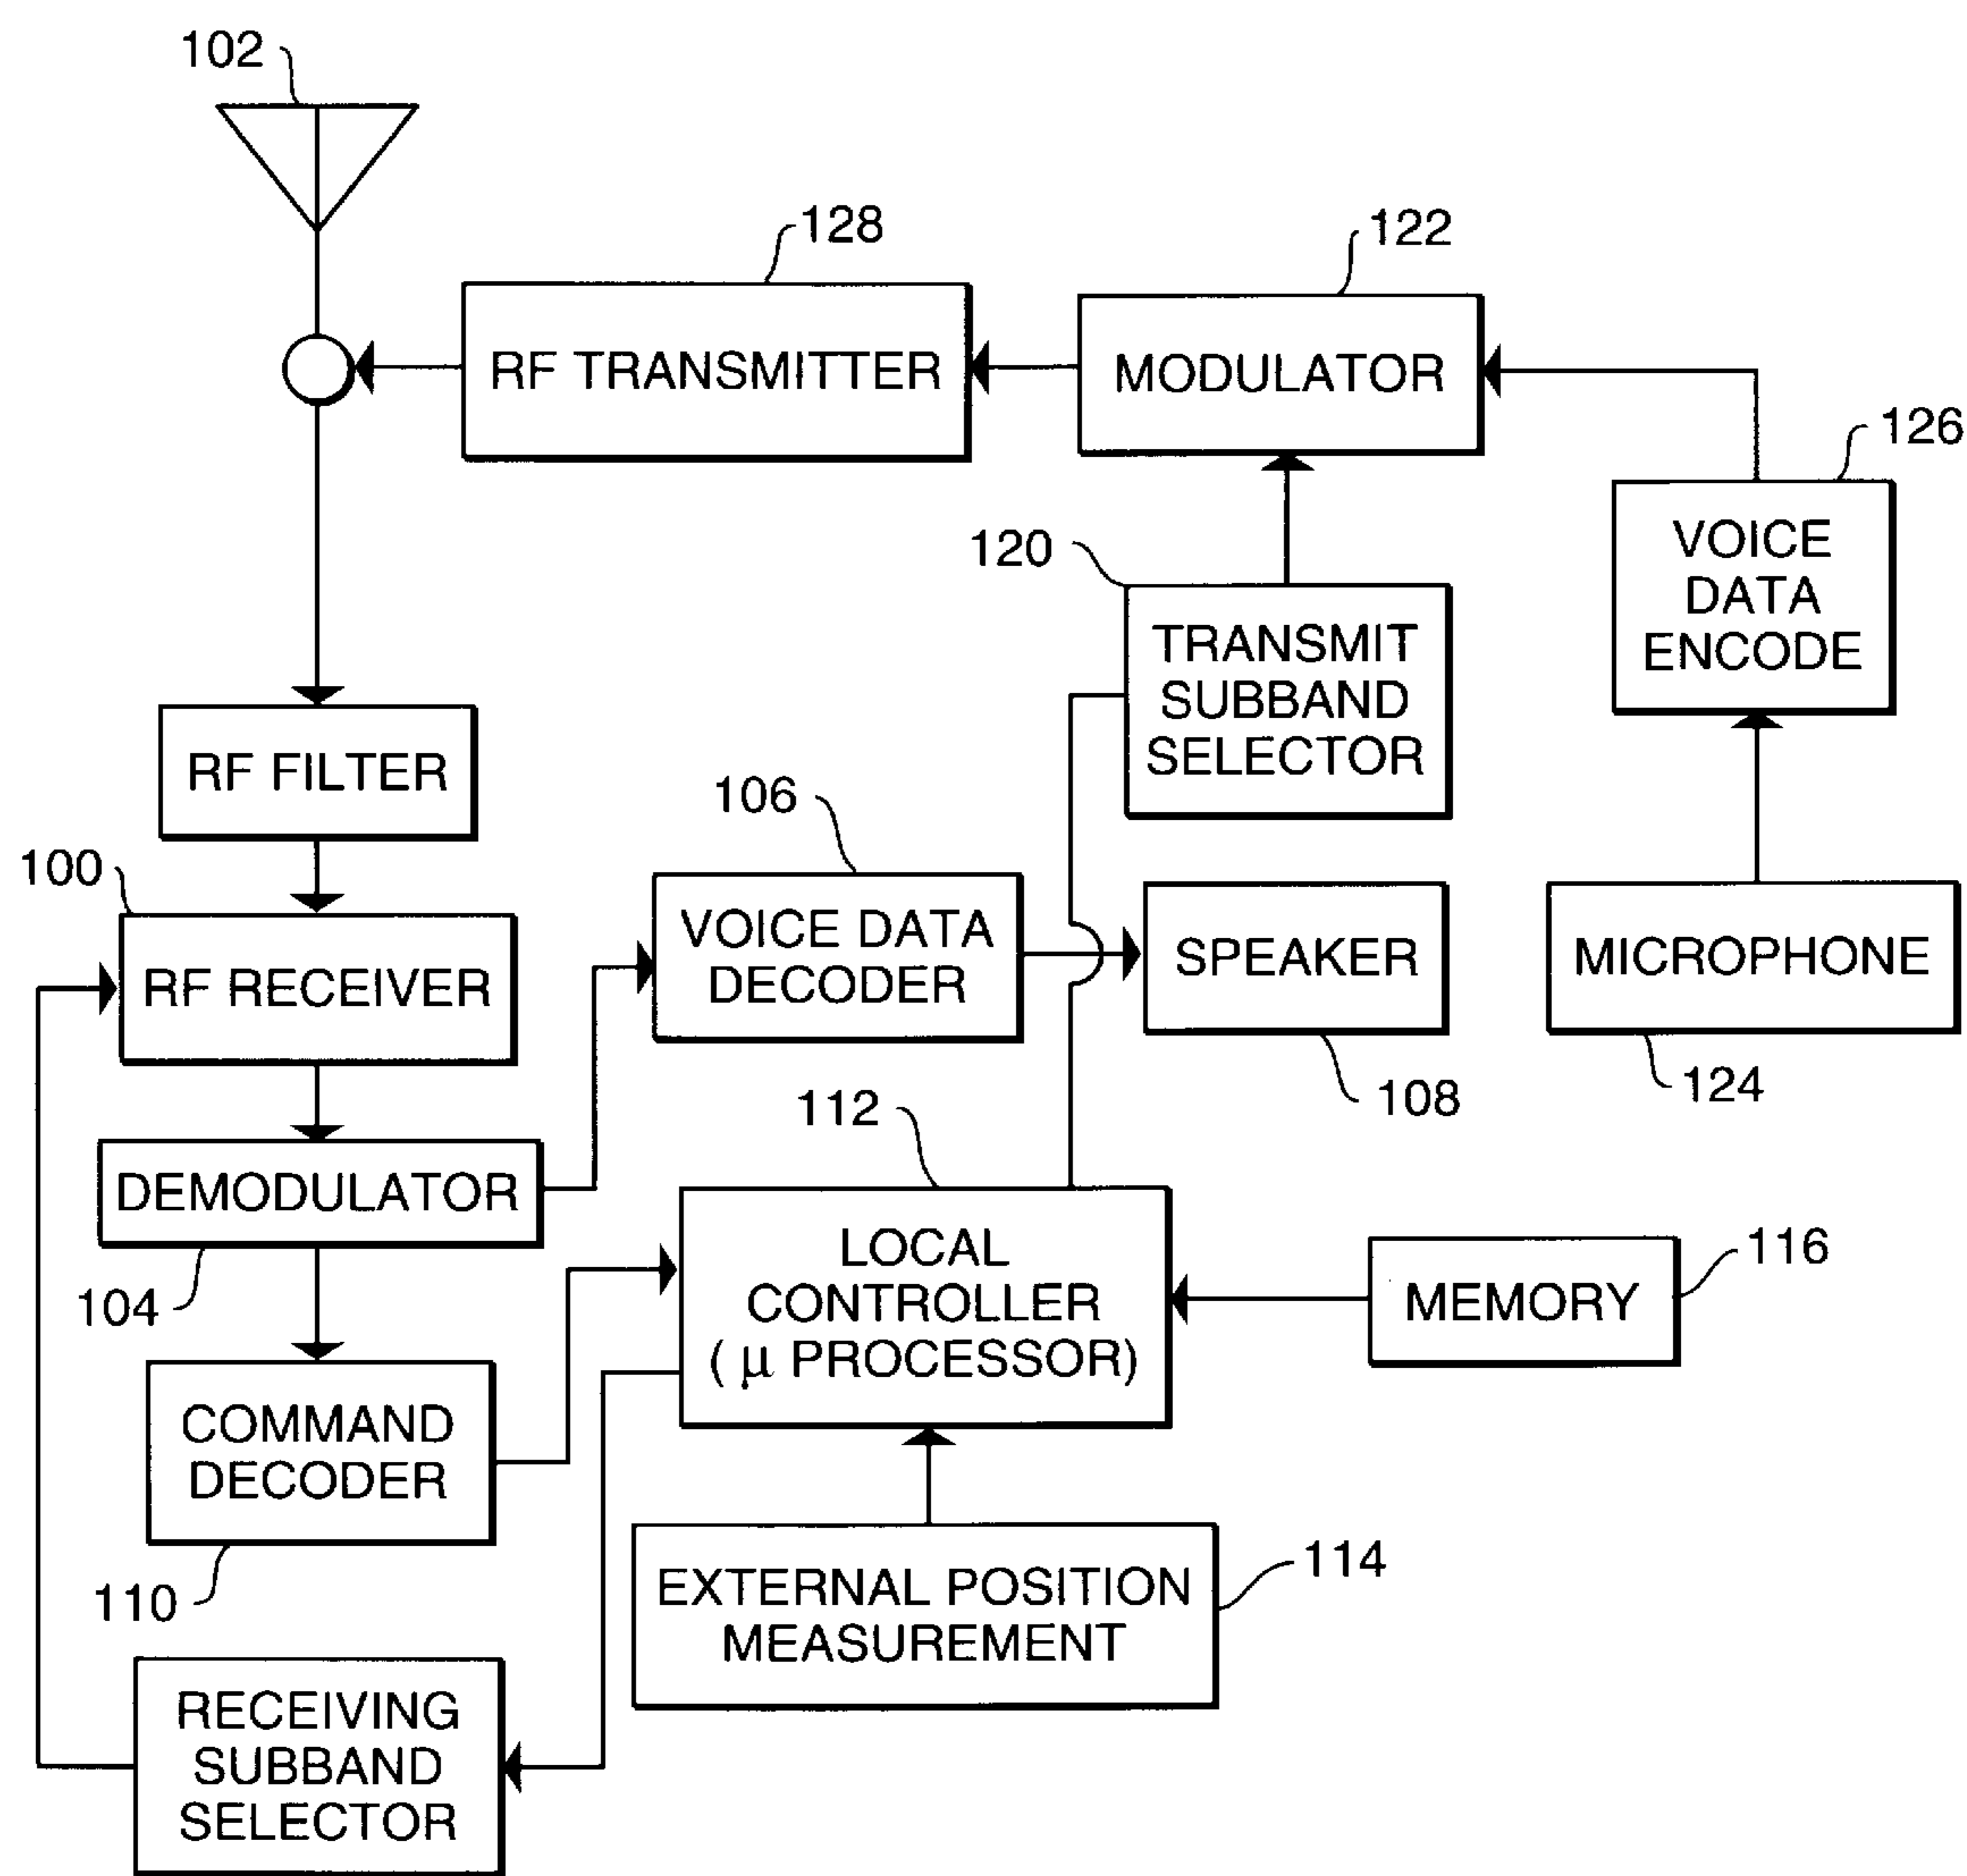 102
128
122
RF TRANSMITTER
MODULATOR
126
VOICE
DATA
ENCODE
120
TRANSMIT
SUBBAND
SELECTOR
RF FILTER
106
100
VOICE DATA
DECODER
SPEAKER
MICROPHONE
RF RECEIVER
108
124
112
DEMODULATOR
104
LOCAL
CONTROLLER
( μ PROCESSOR)
116
MEMORY
COMMAND
DECODER
110
114
EXTERNAL POSITION
MEASUREMENT
RECEIVING
SUBBAND
SELECTOR